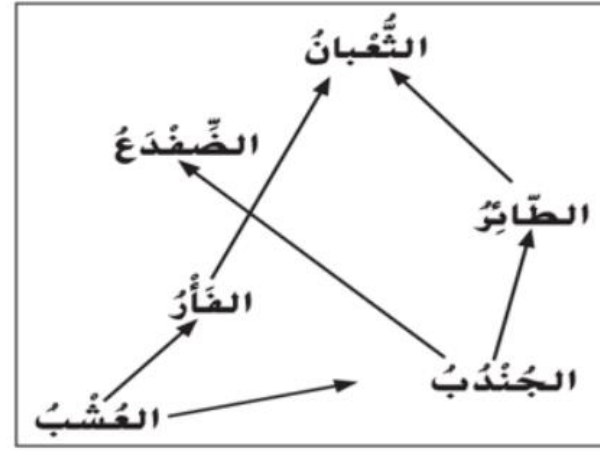 الثُّعْبانُ
الضِّفْدَعُ
الطّائِرُ
الفَأْرُ
الجُنْدُبُ
العُشْبُ